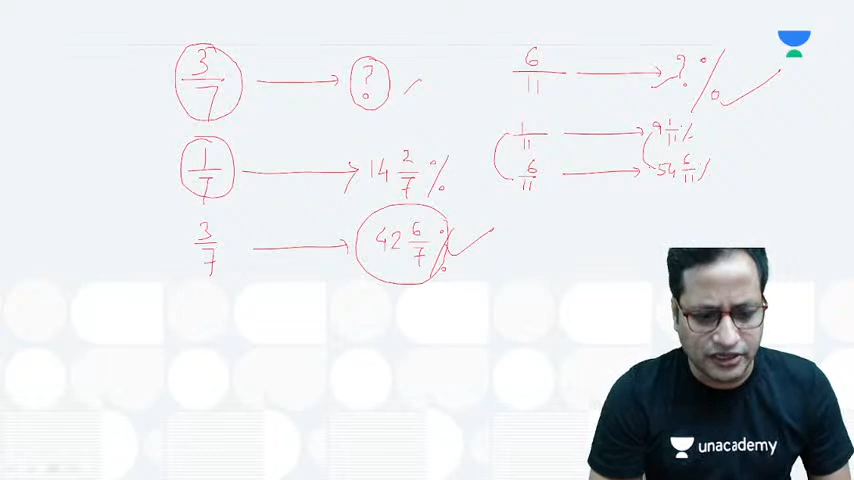 3/7 → ?
1/7 → 14 2/7 %
3/7 → 42 6/7 %
6/11 → ? %
1/11 → 9 1/11 %
6/11 → 54 6/11 %
unacademy